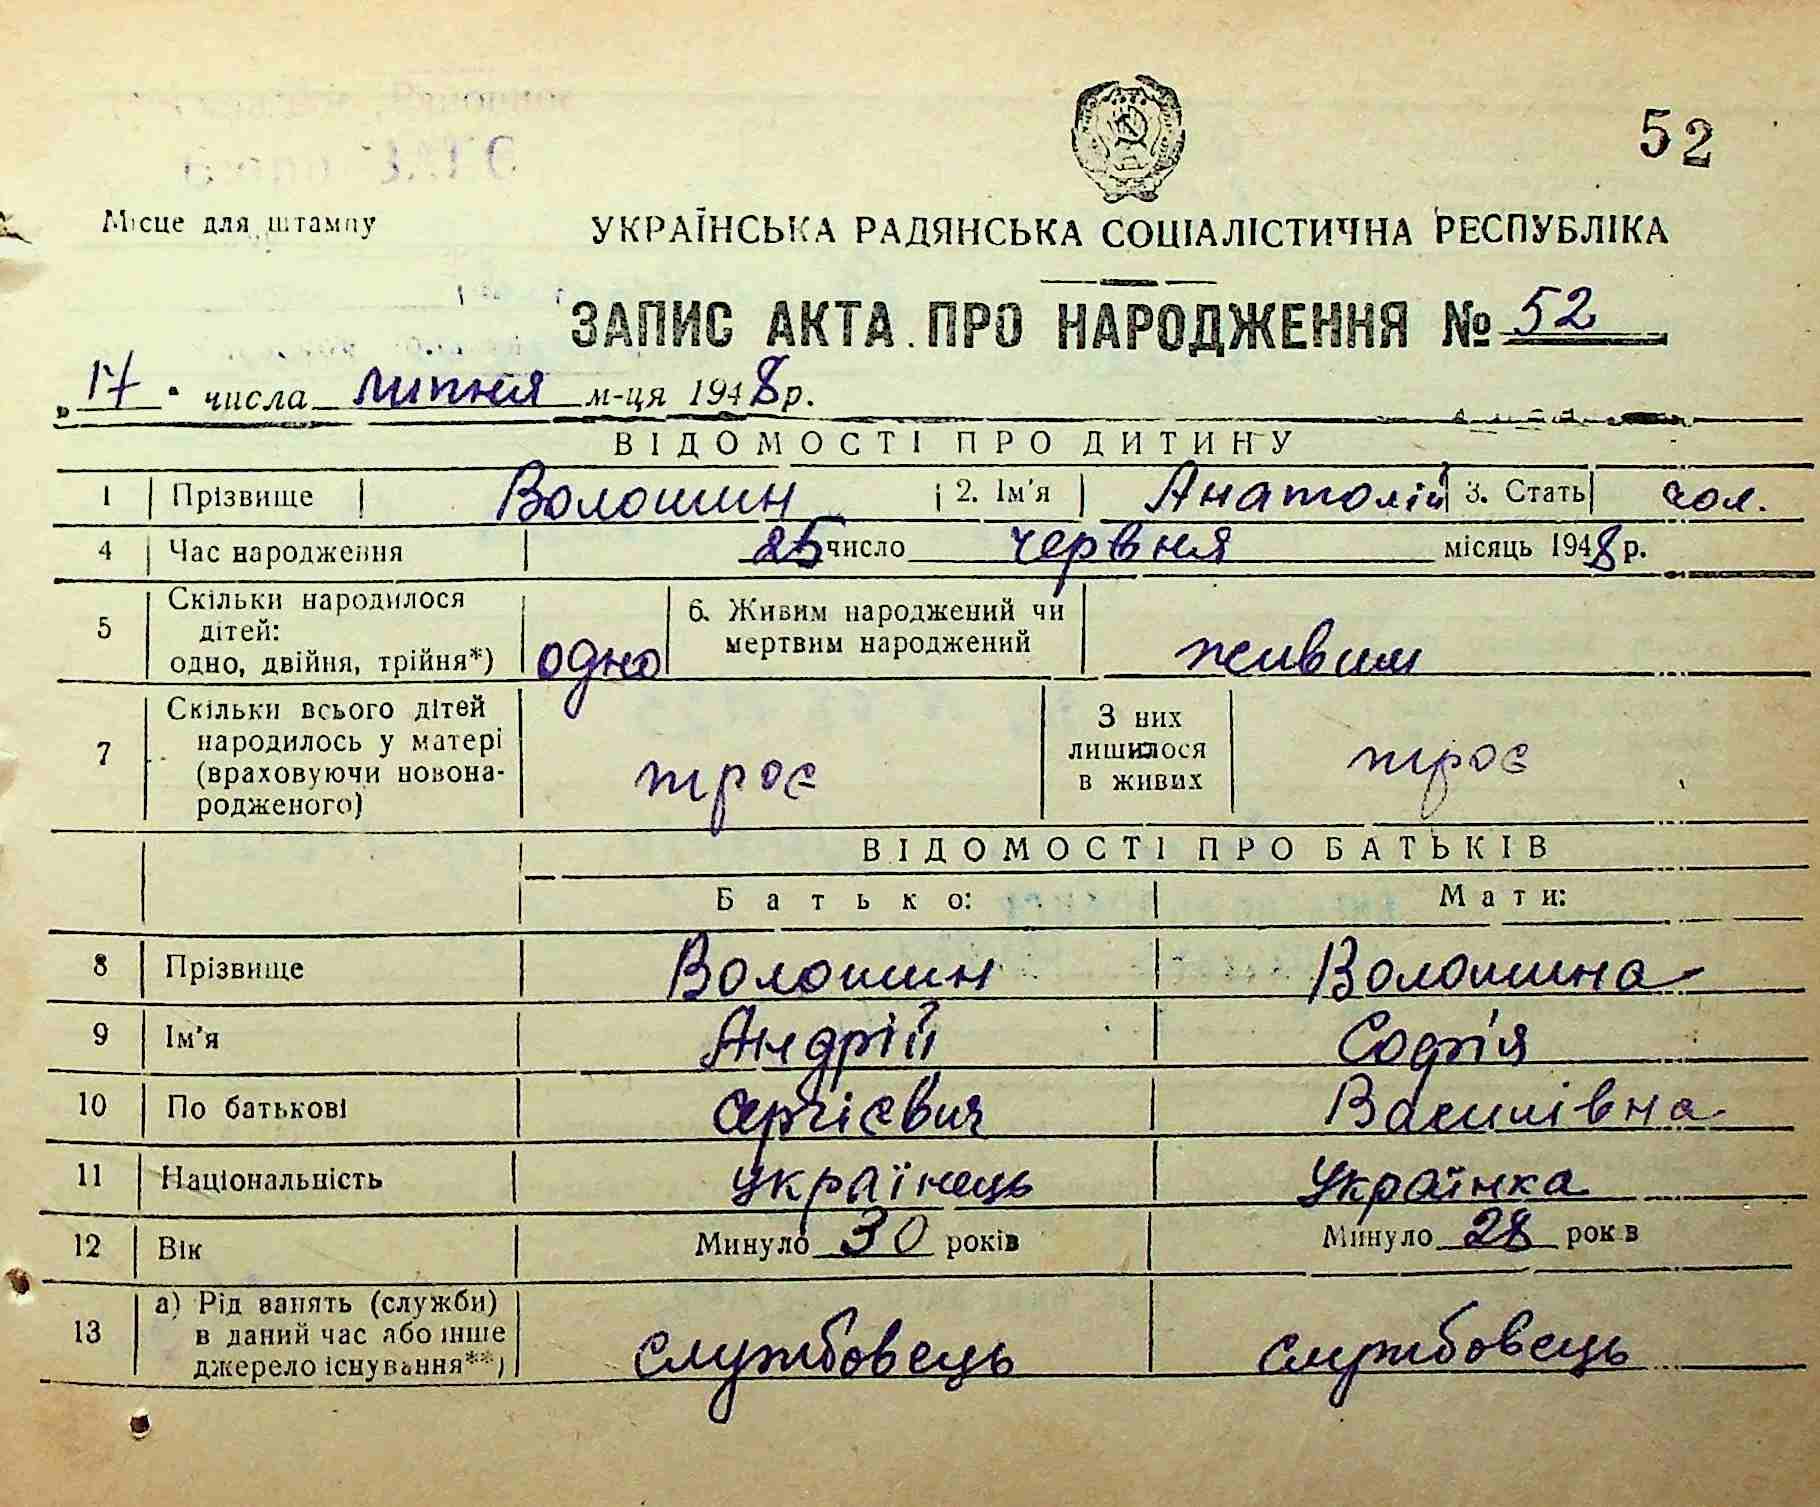 52
Місце для штампу
УКРАЇНСЬКА РАДЯНСЬКА СОЦІАЛІСТИЧНА РЕСПУБЛІКА
ЗАПИС АКТА ПРО НАРОДЖЕННЯ № 52
„17" числа липня м-ця 1948 р.
ВІДОМОСТІ ПРО ДИТИНУ
1 Прізвище Волошин 2. Ім'я Анатолій 3. Стать чол.
4 Час народження 25 число червня місяць 1948 р.
5 Скільки народилося дітей: одно, двійня, трійня*) одно 6. Живим народжений чи мертвим народжений живим
7 Скільки всього дітей народилось у матері (враховуючи новонародженого) троє З них лишилося в живих троє
ВІДОМОСТІ ПРО БАТЬКІВ
Батько: Мати:
8 Прізвище Волошин Волошина
9 Ім'я Андрій Софія
10 По батькові Сергієвич Василівна
11 Національність українець українка
12 Вік Минуло 30 років Минуло 28 років
13 а) Рід занять (служби) в даний час або інше джерело існування**) службовець службовець